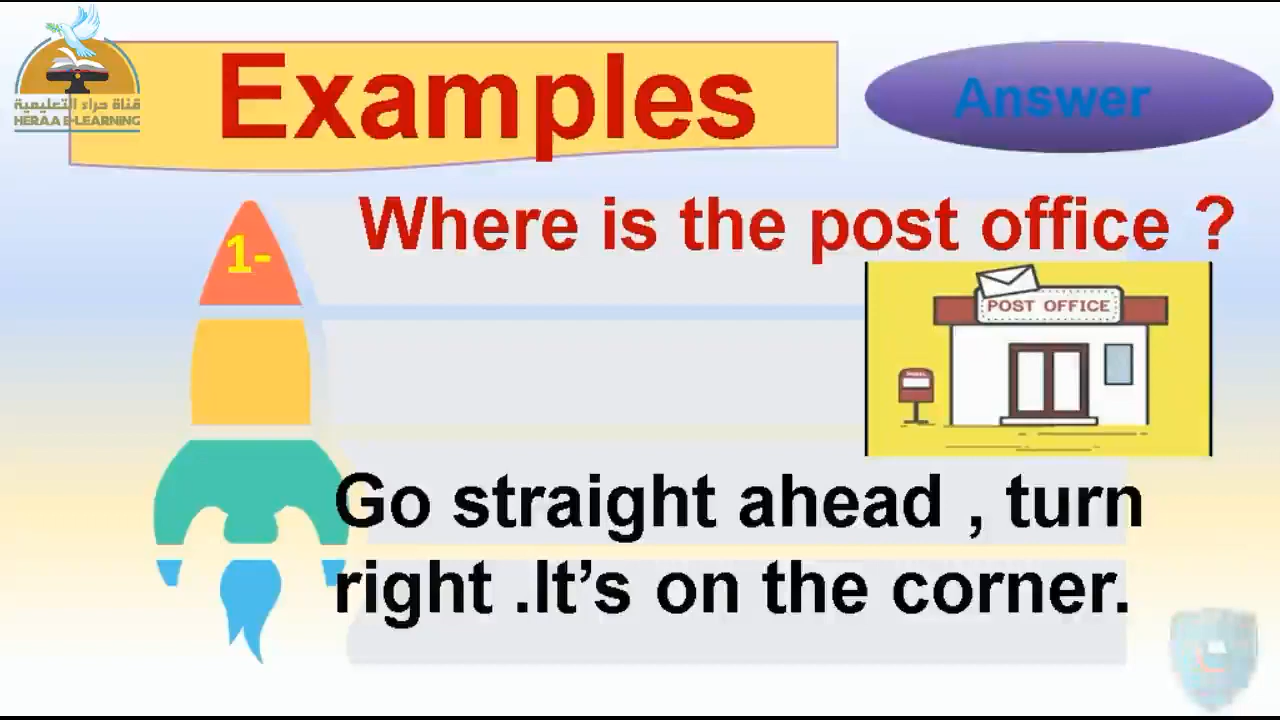 قناة حراء التعليمية
HERAA E-LEARNING
Examples
Answer
1-
Where is the post office ?
POST OFFICE
Go straight ahead , turn
right .It’s on the corner.